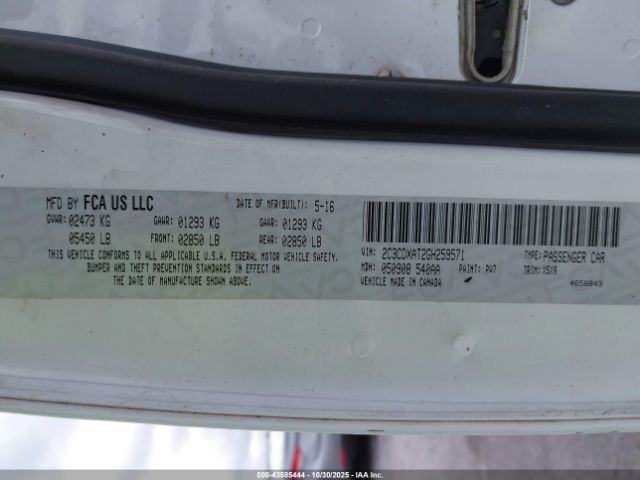 MFD BY FCA US LLC
DATE OF MFR(BUILT): 5-16
GVWR: 02473 KG GAWR: 01293 KG GAWR: 01293 KG
05450 LB FRONT: 02850 LB REAR: 02850 LB
THIS VEHICLE CONFORMS TO ALL APPLICABLE U.S.A. FEDERAL MOTOR VEHICLE SAFETY,
BUMPER AND THEFT PREVENTION STANDARDS IN EFFECT ON
THE DATE OF MANUFACTURE SHOWN ABOVE.
VIN: 2C3CDXAT2GH259571 TYPE: PASSENGER CAR
MDH: 050908 540AA PAINT: PW7 TRIM: XSX9
VEHICLE MADE IN CANADA 4658843
000-43585444 - 10/30/2025 - IAA Inc.